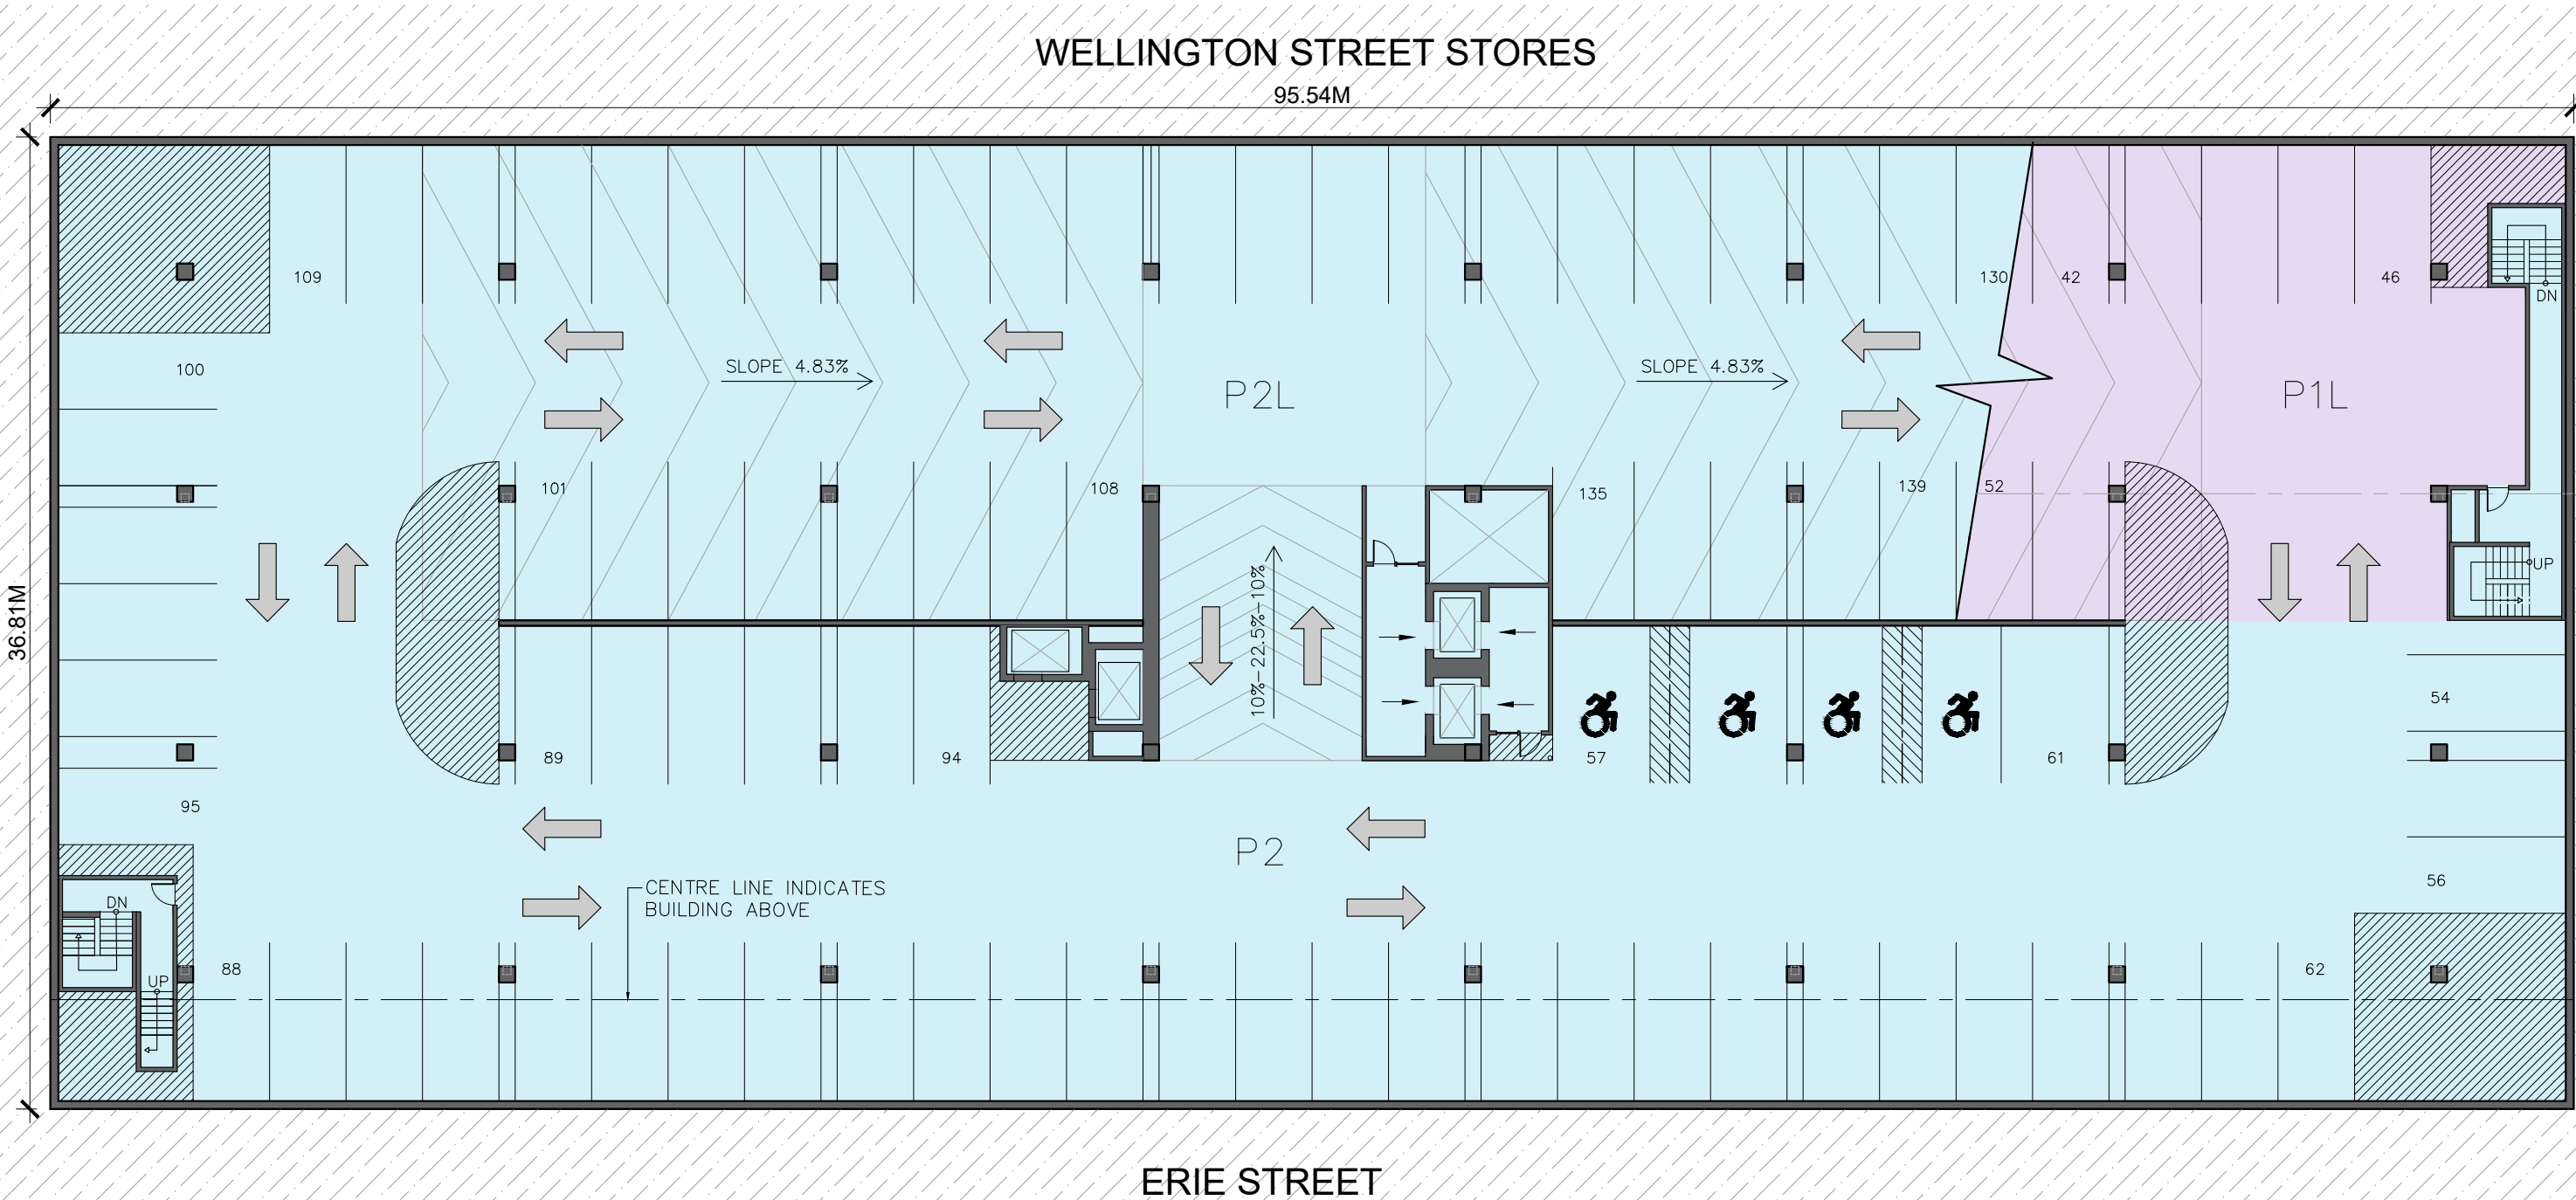 WELLINGTON STREET STORES
95.54M
109
130
42
46
DN
100
SLOPE 4.83%
SLOPE 4.83%
P2L
P1L
101
108
135
139
52
UP
36.81M
10%-22.5%-10%
54
89
94
57
61
95
P2
56
CENTRE LINE INDICATES
BUILDING ABOVE
DN
88
UP
62
ERIE STREET